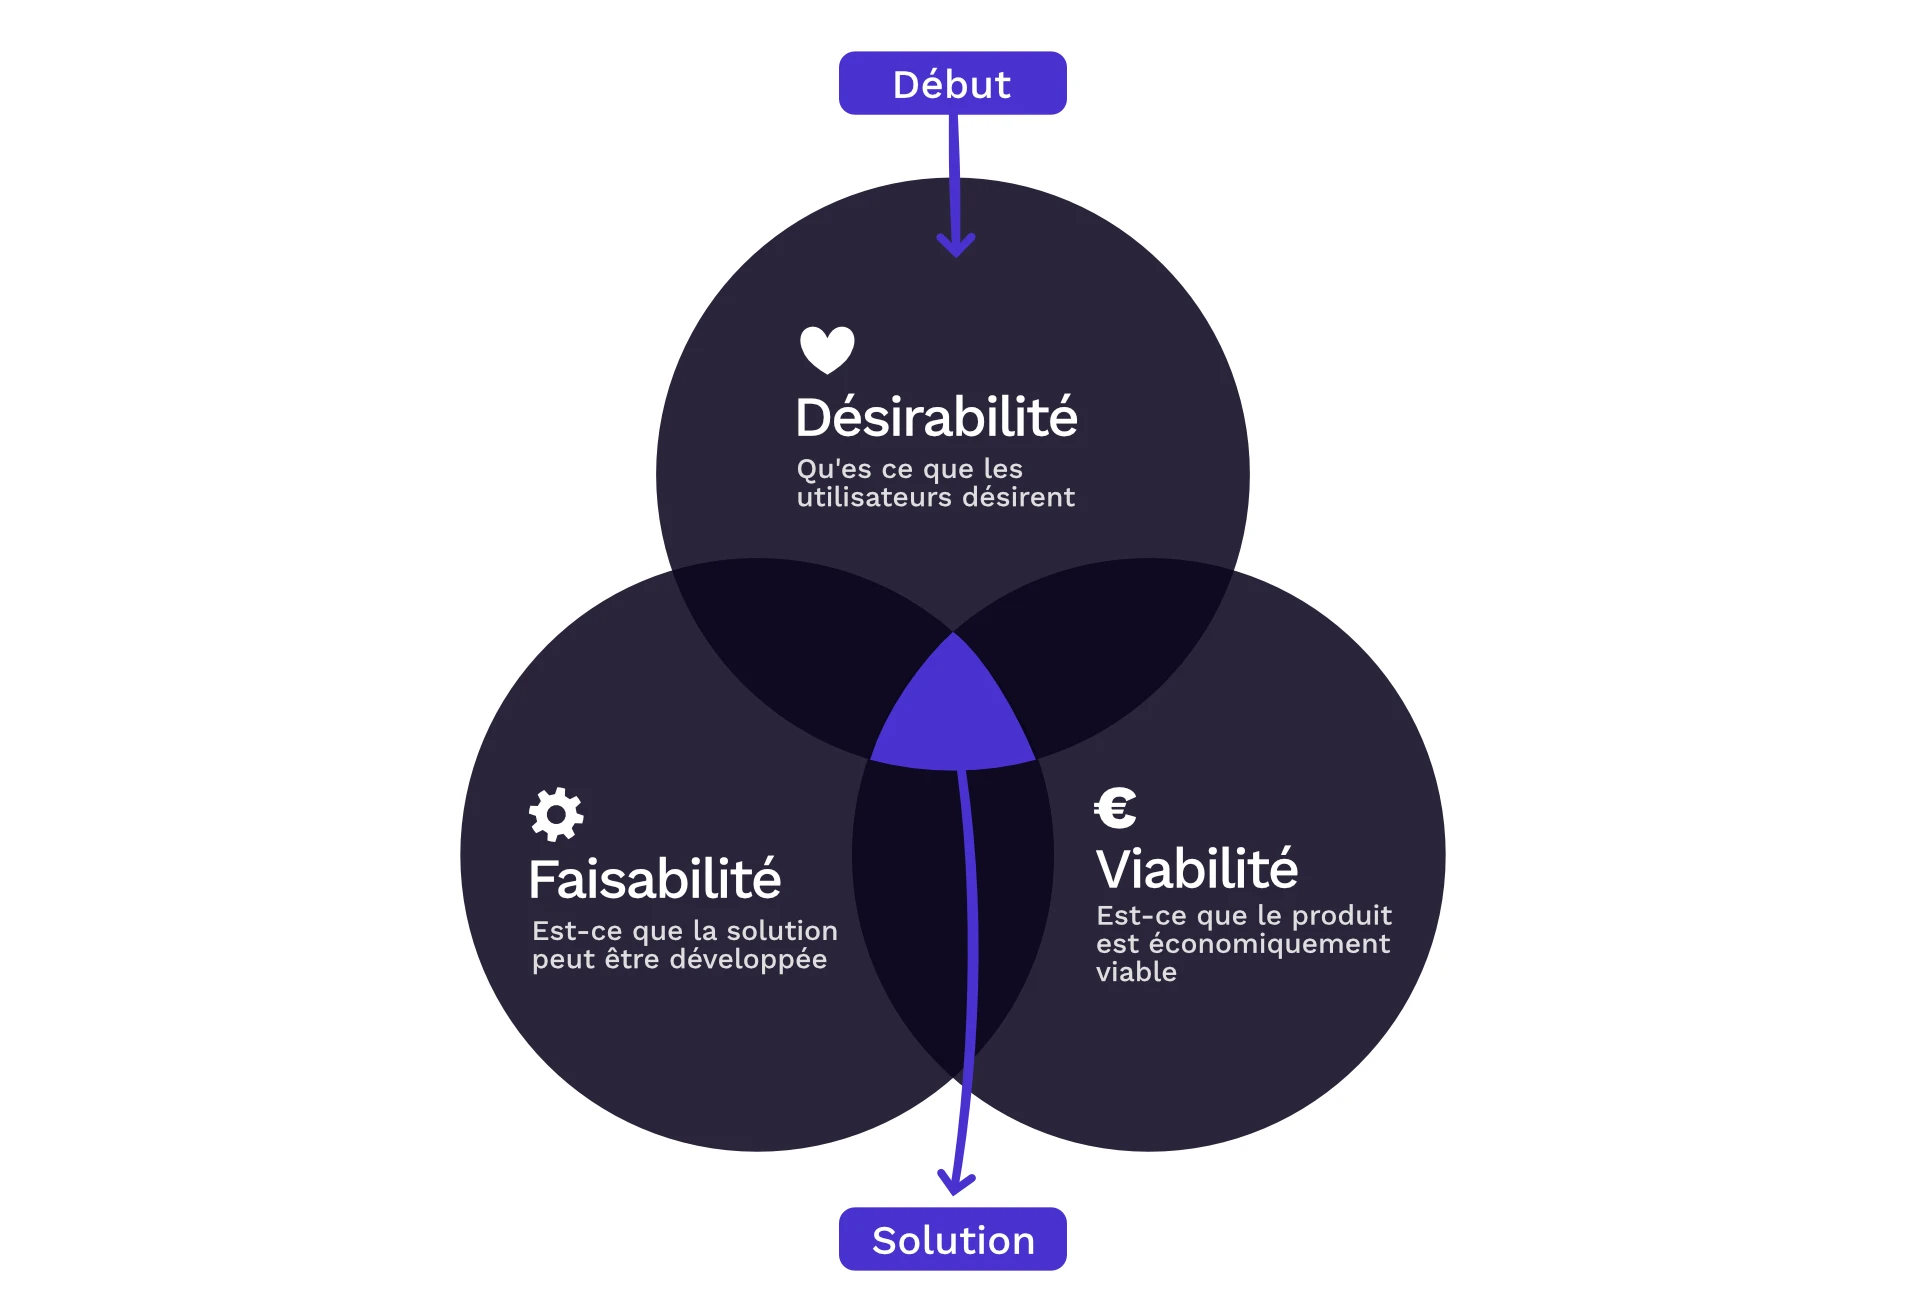 Début
Désirabilité
Qu'es ce que les
utilisateurs désirent
Faisabilité
Est-ce que la solution
peut être développée
€
Viabilité
Est-ce que le produit
est économiquement
viable
Solution